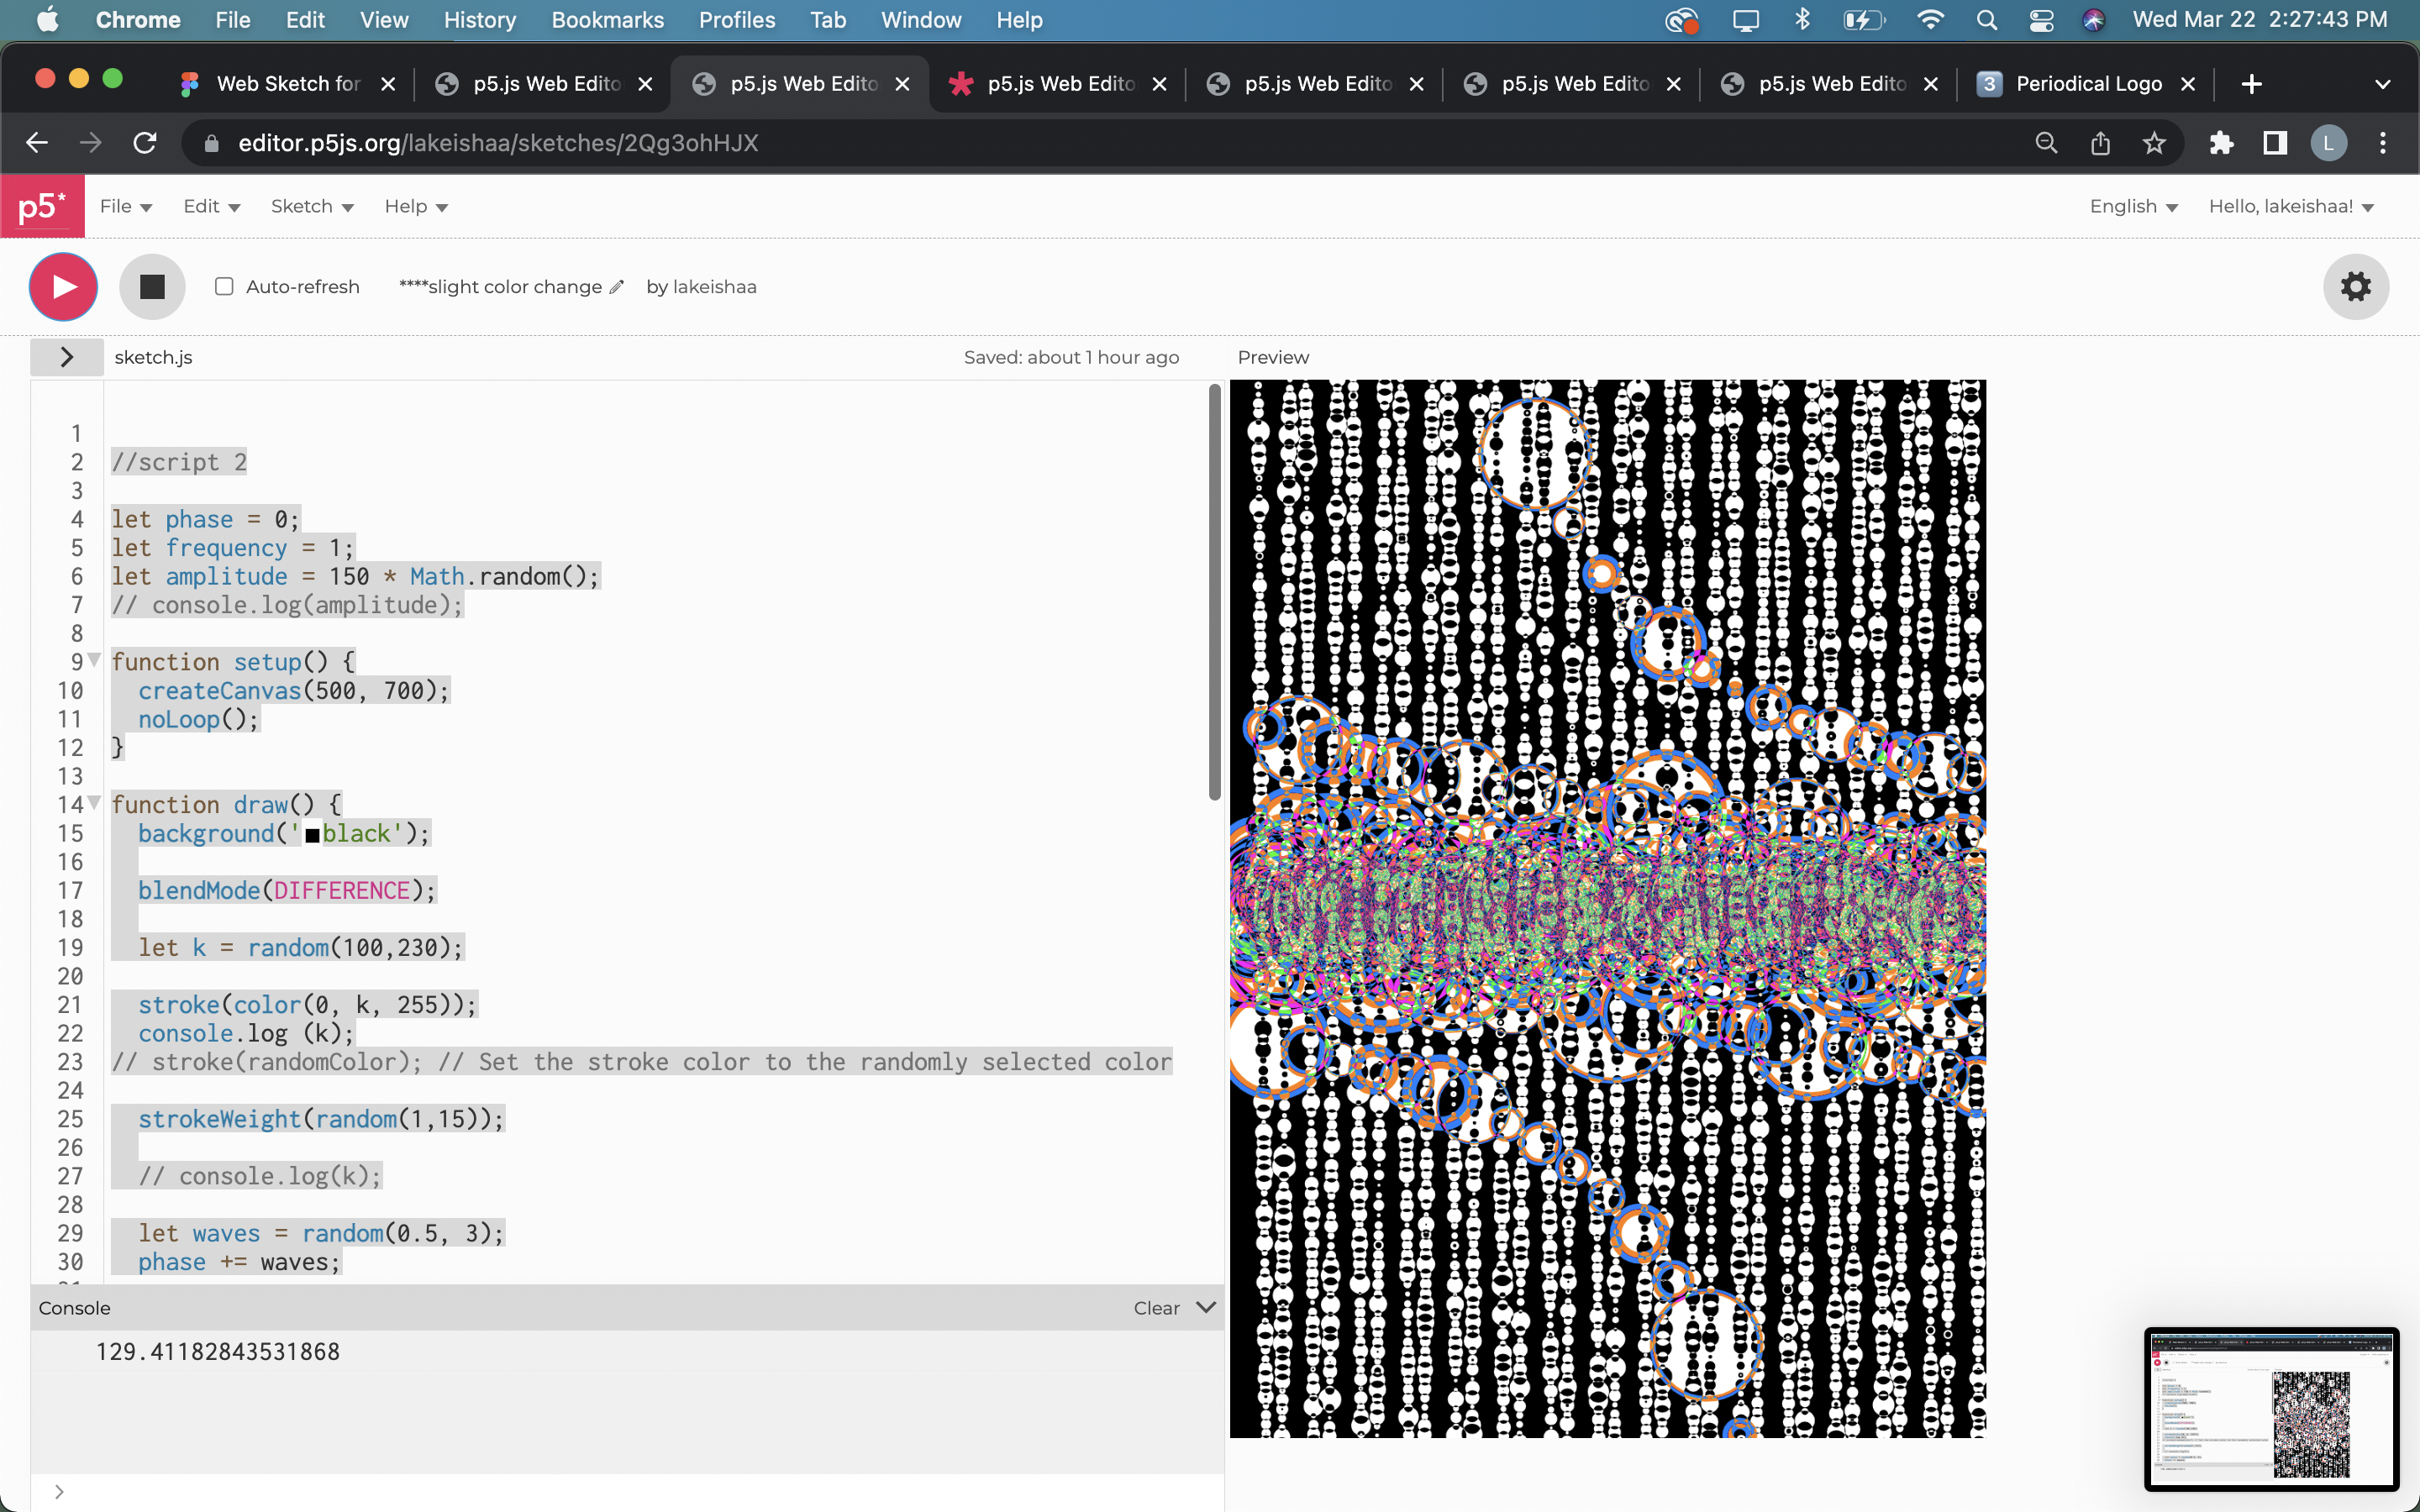 Chrome File Edit View History Bookmarks Profiles Tab Window Help Wed Mar 22 2:27:43 PM
Web Sketch for p5.js Web Edito p5.js Web Edito p5.js Web Edito p5.js Web Edito p5.js Web Edito p5.js Web Edito 3 Periodical Logo
editor.p5js.org/lakeishaa/sketches/2Qg3ohHJX L
p5* File Edit Sketch Help English Hello, lakeishaa!
Auto-refresh ****slight color change by lakeishaa
sketch.js Saved: about 1 hour ago Preview
1
2 //script 2
3
4 let phase = 0;
5 let frequency = 1;
6 let amplitude = 150 * Math.random();
7 // console.log(amplitude);
8
9 function setup() {
10 createCanvas(500, 700);
11 noLoop();
12 }
13
14 function draw() {
15 background('black');
16
17 blendMode(DIFFERENCE);
18
19 let k = random(100,230);
20
21 stroke(color(0, k, 255));
22 console.log (k);
23 // stroke(randomColor); // Set the stroke color to the randomly selected color
24
25 strokeWeight(random(1,15));
26
27 // console.log(k);
28
29 let waves = random(0.5, 3);
30 phase += waves;
Console Clear
129.41182843531868